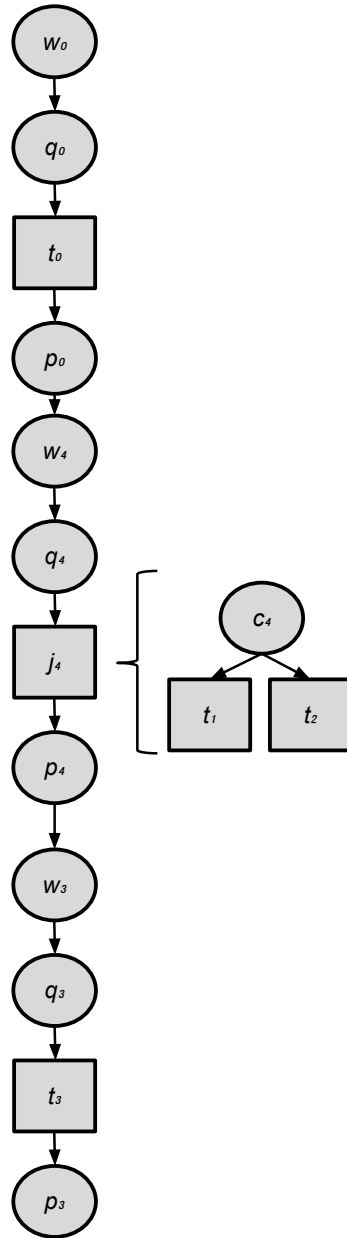 w₀
q₀
t₀
p₀
w₄
q₄
j₄
c₄
t₁ t₂
p₄
w₃
q₃
t₃
p₃